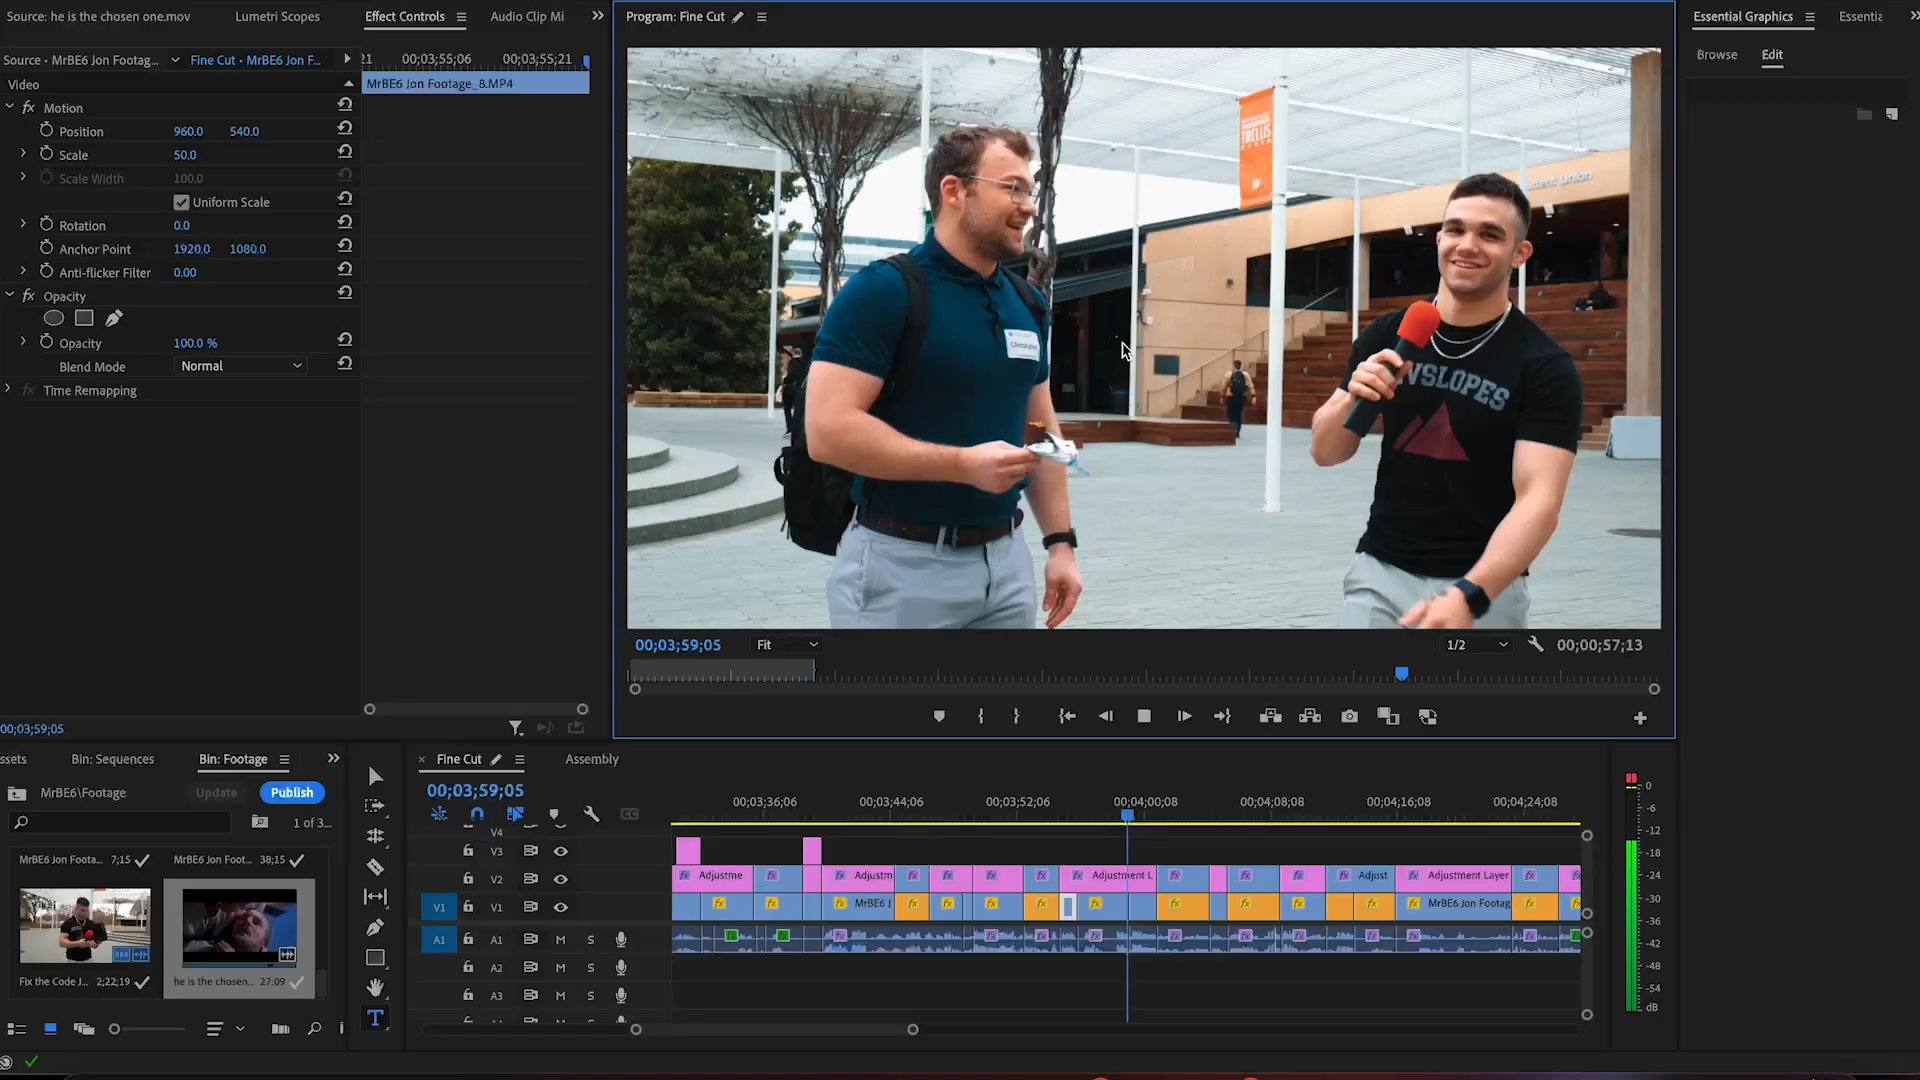 Source: he is the chosen one.mov
Lumetri Scopes
Effect Controls
Audio Clip Mi
Source • MrBE6 Jon Footag...
Fine Cut • MrBE6 Jon F...
21
00;03;55;06
00;03;55;21
Video
MrBE6 Jon Footage_8.MP4
fx Motion
Position 960.0 540.0
Scale 50.0
Scale Width 100.0
Uniform Scale
Rotation 0.0
Anchor Point 1920.0 1080.0
Anti-flicker Filter 0.00
fx Opacity
Opacity 100.0 %
Blend Mode Normal
fx Time Remapping
00;03;59;05
Program: Fine Cut
TRELLIS
Student Union
NVSLOPES
00;03;59;05
Fit
1/2
00;00;57;13
Essential Graphics
Essentia
Browse
Edit
ssets
Bin: Sequences
Bin: Footage
MrBE6\Footage
Update
Publish
1 of 3...
MrBE6 Jon Foota... 7;15
MrBE6 Jon Foot... 38;15
Fix the Code J... 2;22;19
he is the chosen... 27:09
T
Fine Cut
Assembly
00;03;59;05
CC
00;03;36;06
00;03;44;06
00;03;52;06
00;04;00;08
00;04;08;08
00;04;16;08
00;04;24;08
V4
V3
V2
Adjustme
Adjustm
Adjustment L
Adjust
Adjustment Layer
V1 V1
MrBE6 J
MrBE6 Jon Footag
A1 A1 M S
A2 M S
A3 M S
0
-6
-12
-18
-24
-30
-36
-42
-48
-54
dB